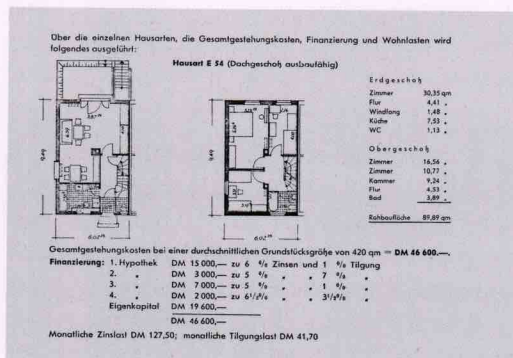 Über die einzelnen Hausarten, die Gesamtgestehungskosten, Finanzierung und Wohnlasten wird
folgendes ausgeführt:
Hausart E 54 (Dachgeschoß ausbaufähig)
Erdgeschoß
Zimmer 30,35 qm
Flur 4,41 „
Windfang 1,48 „
Küche 7,53 „
WC 1,13 „
Obergeschoß
Zimmer 16,56 „
Zimmer 10,77 „
Kammer 9,24 „
Flur 4,53 „
Bad 3,89 „
Rohbaufläche 89,89 qm
Gesamtgestehungskosten bei einer durchschnittlichen Grundstücksgröße von 420 qm = DM 46 600.—.
Finanzierung: 1. Hypothek DM 15 000,— zu 6 % Zinsen und 1 % Tilgung
2. „ DM 3 000,— zu 5 % „ „ 7 % „
3. „ DM 7 000,— zu 5 % „ „ 1 % „
4. „ DM 2 000,— zu 6½% „ „ 3½% „
Eigenkapital DM 19 600,—
DM 46 600,—
Monatliche Zinslast DM 127,50; monatliche Tilgungslast DM 41,70